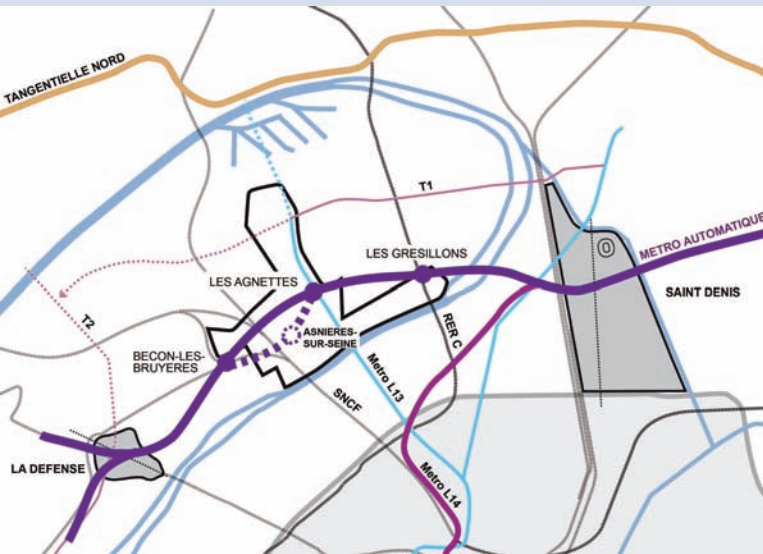 TANGENTIELLE NORD
T1
METRO AUTOMATIQUE
LES GRESILLONS
LES AGNETTES
SAINT DENIS
T2
ASNIERES-
SUR-SEINE
RER C
BECON-LES-
BRUYERES
Metro L13
SNCF
LA DEFENSE
Metro L14